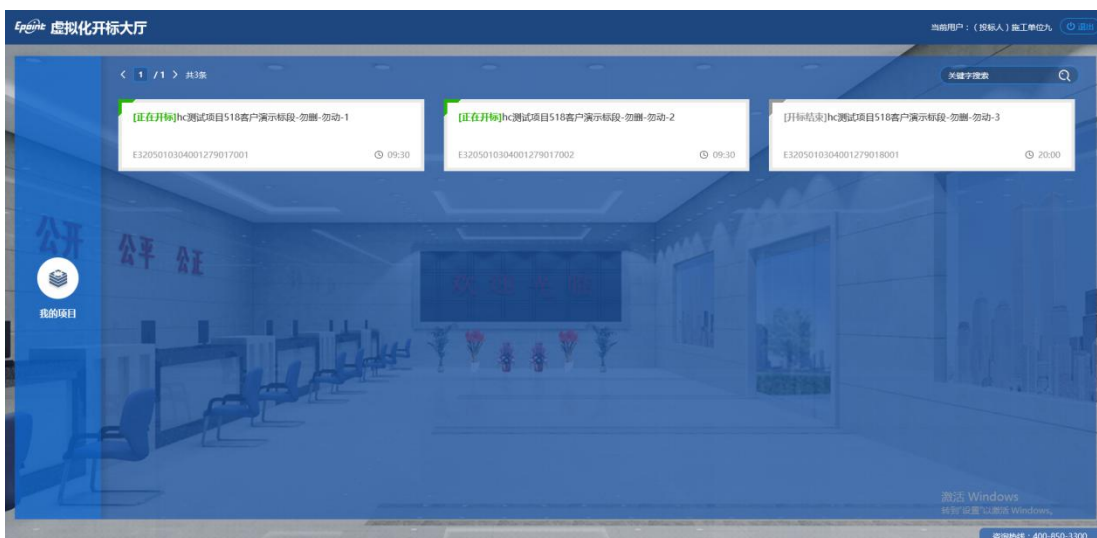 Epoint 虚拟化开标大厅
当前用户：（投标人）施工单位九 退出
1 / 1 共3条
关键字搜索
[正在开标]hc测试项目518客户演示标段-勿删-勿动-1
E3205010304001279017001 09:30
[正在开标]hc测试项目518客户演示标段-勿删-勿动-2
E3205010304001279017002 09:30
[开标结束]hc测试项目518客户演示标段-勿删-勿动-3
E3205010304001279018001 20:00
公开 公平 公正
我的项目
激活 Windows
转到"设置"以激活 Windows。
咨询热线：400-850-3300